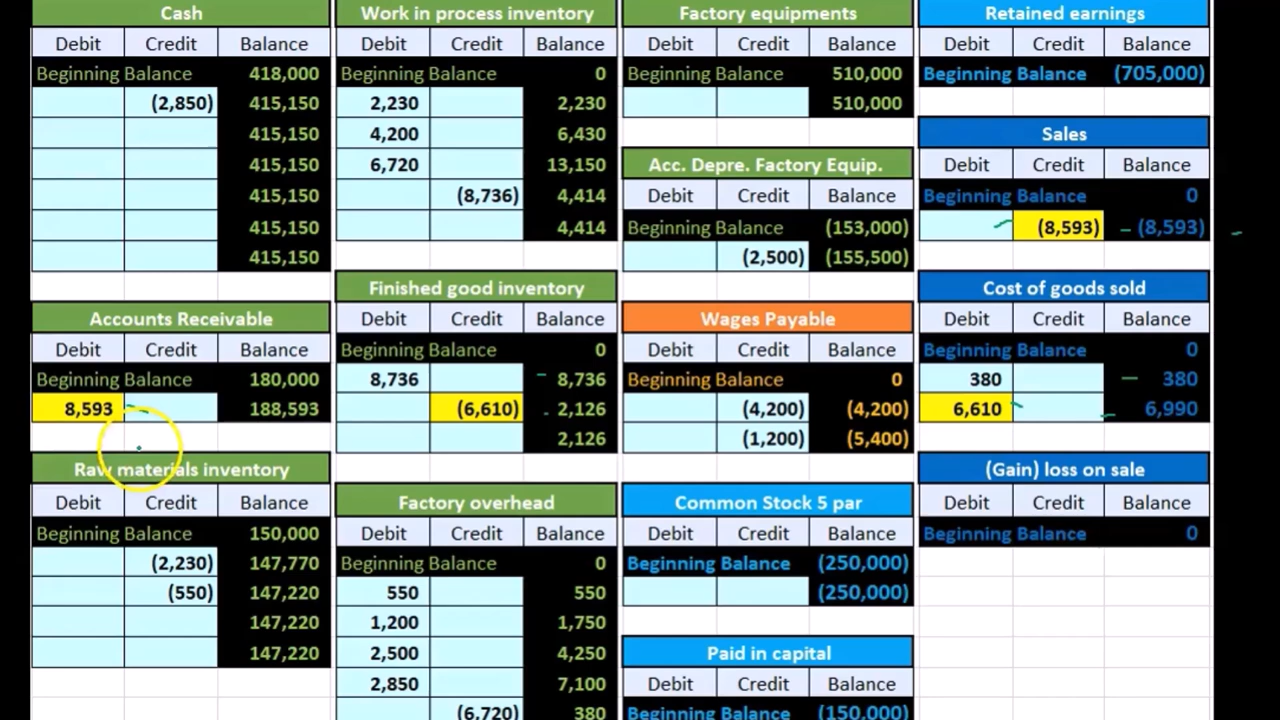 Cash
Debit Credit Balance
Beginning Balance 418,000
(2,850) 415,150
415,150
415,150
415,150
415,150
415,150
Accounts Receivable
Debit Credit Balance
Beginning Balance 180,000
8,593 188,593
Raw materials inventory
Debit Credit Balance
Beginning Balance 150,000
(2,230) 147,770
(550) 147,220
147,220
147,220
Work in process inventory
Debit Credit Balance
Beginning Balance 0
2,230 2,230
4,200 6,430
6,720 13,150
(8,736) 4,414
4,414
Finished good inventory
Debit Credit Balance
Beginning Balance 0
8,736 8,736
(6,610) 2,126
2,126
Factory overhead
Debit Credit Balance
Beginning Balance 0
550 550
1,200 1,750
2,500 4,250
2,850 7,100
(6,720) 380
Factory equipments
Debit Credit Balance
Beginning Balance 510,000
510,000
Acc. Depre. Factory Equip.
Debit Credit Balance
Beginning Balance (153,000)
(2,500) (155,500)
Wages Payable
Debit Credit Balance
Beginning Balance 0
(4,200) (4,200)
(1,200) (5,400)
Common Stock 5 par
Debit Credit Balance
Beginning Balance (250,000)
(250,000)
Paid in capital
Debit Credit Balance
Beginning Balance (150,000)
Retained earnings
Debit Credit Balance
Beginning Balance (705,000)
Sales
Debit Credit Balance
Beginning Balance 0
(8,593) (8,593)
Cost of goods sold
Debit Credit Balance
Beginning Balance 0
380 380
6,610 6,990
(Gain) loss on sale
Debit Credit Balance
Beginning Balance 0